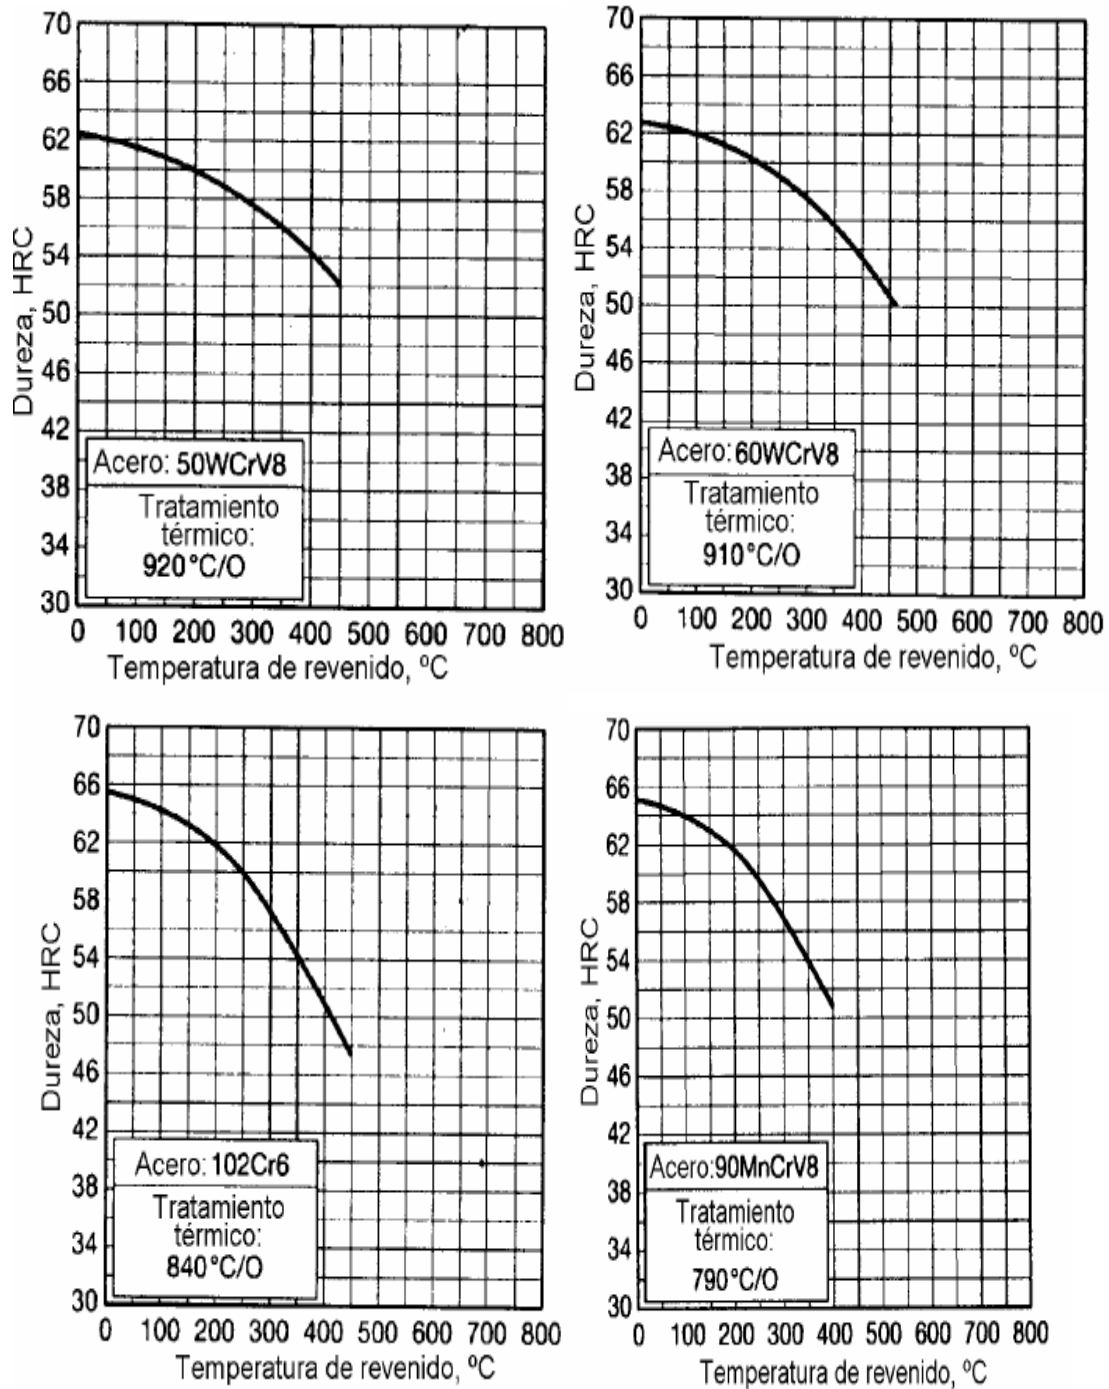 Dureza, HRC
70
66
62
58
54
50
46
42
38
34
30
Acero: 50WCrV8
Tratamiento
térmico:
920°C/O
0 100 200 300 400 500 600 700 800
Temperatura de revenido, ºC
Dureza, HRC
70
66
62
58
54
50
46
42
38
34
30
Acero: 60WCrV8
Tratamiento
térmico:
910°C/O
0 100 200 300 400 500 600 700 800
Temperatura de revenido, ºC
Dureza, HRC
70
66
62
58
54
50
46
42
38
34
30
Acero: 102Cr6
Tratamiento
térmico:
840°C/O
0 100 200 300 400 500 600 700 800
Temperatura de revenido, ºC
Dureza, HRC
70
66
62
58
54
50
46
42
38
34
30
Acero:90MnCrV8
Tratamiento
térmico:
790°C/O
0 100 200 300 400 500 600 700 800
Temperatura de revenido, ºC